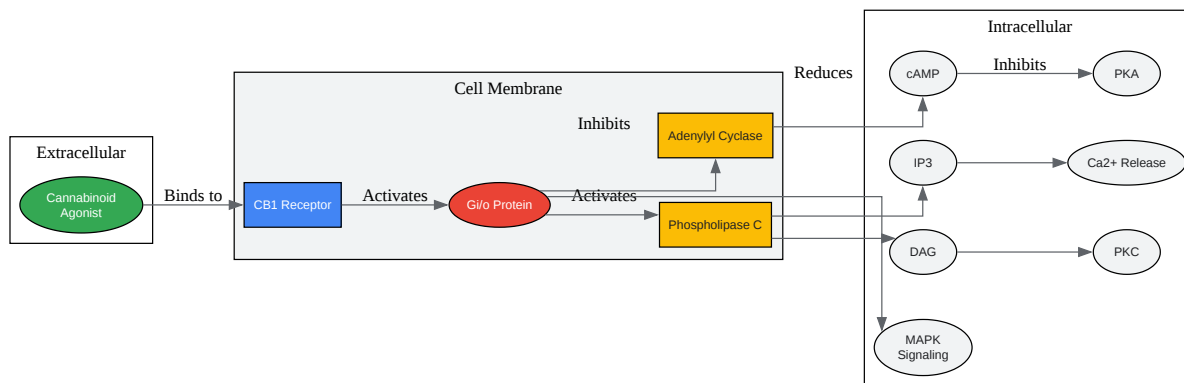 Intracellular
Reduces
cAMP
Inhibits
PKA
Cell Membrane
Inhibits
Adenylyl Cyclase
Extracellular
IP3
Ca2+ Release
Cannabinoid
Agonist
Binds to
CB1 Receptor
Activates
Gi/o Protein
Activates
Phospholipase C
DAG
PKC
MAPK
Signaling